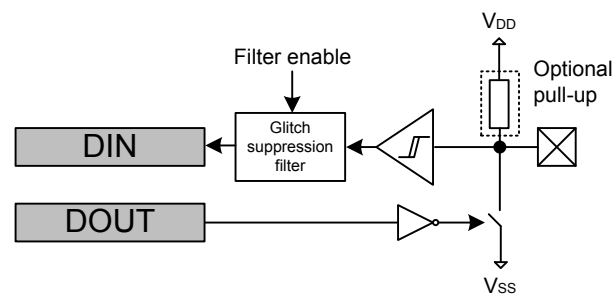 VDD
Filter enable
Optional
pull-up
Glitch
suppression
filter
DIN
DOUT
VSS